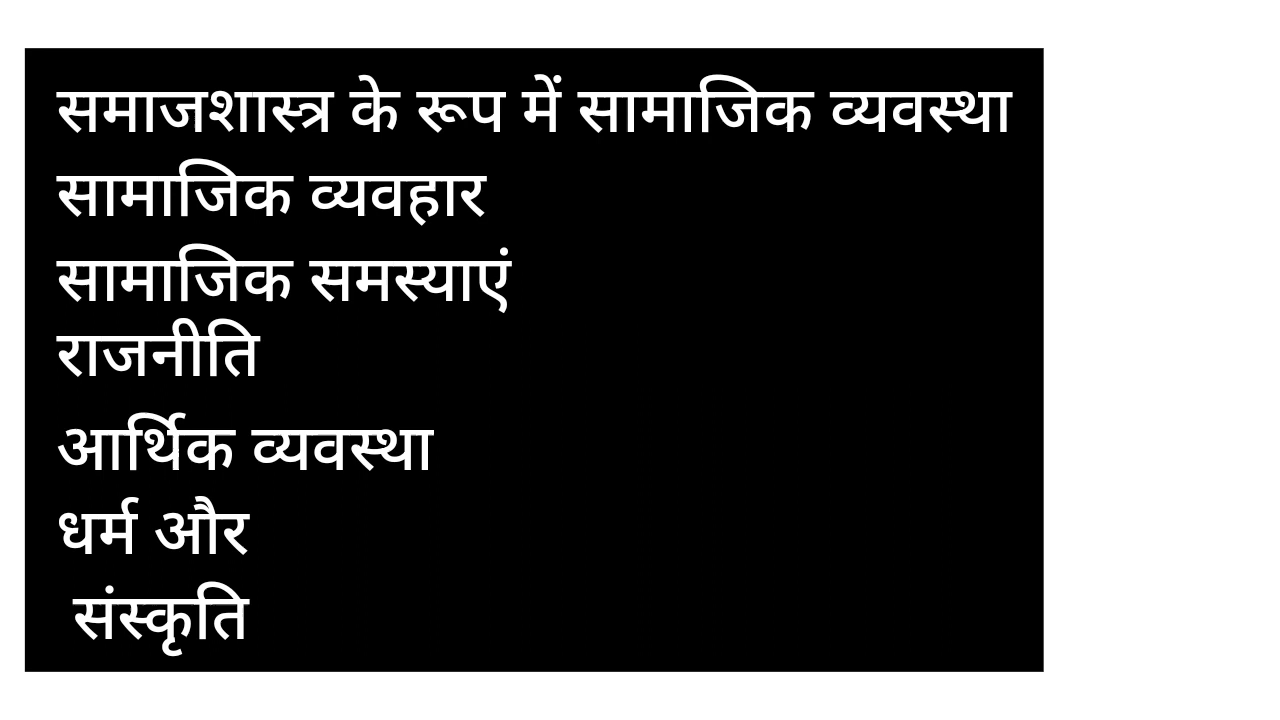 समाजशास्त्र के रूप में सामाजिक व्यवस्था
सामाजिक व्यवहार
सामाजिक समस्याएं
राजनीति
आर्थिक व्यवस्था
धर्म और
संस्कृति